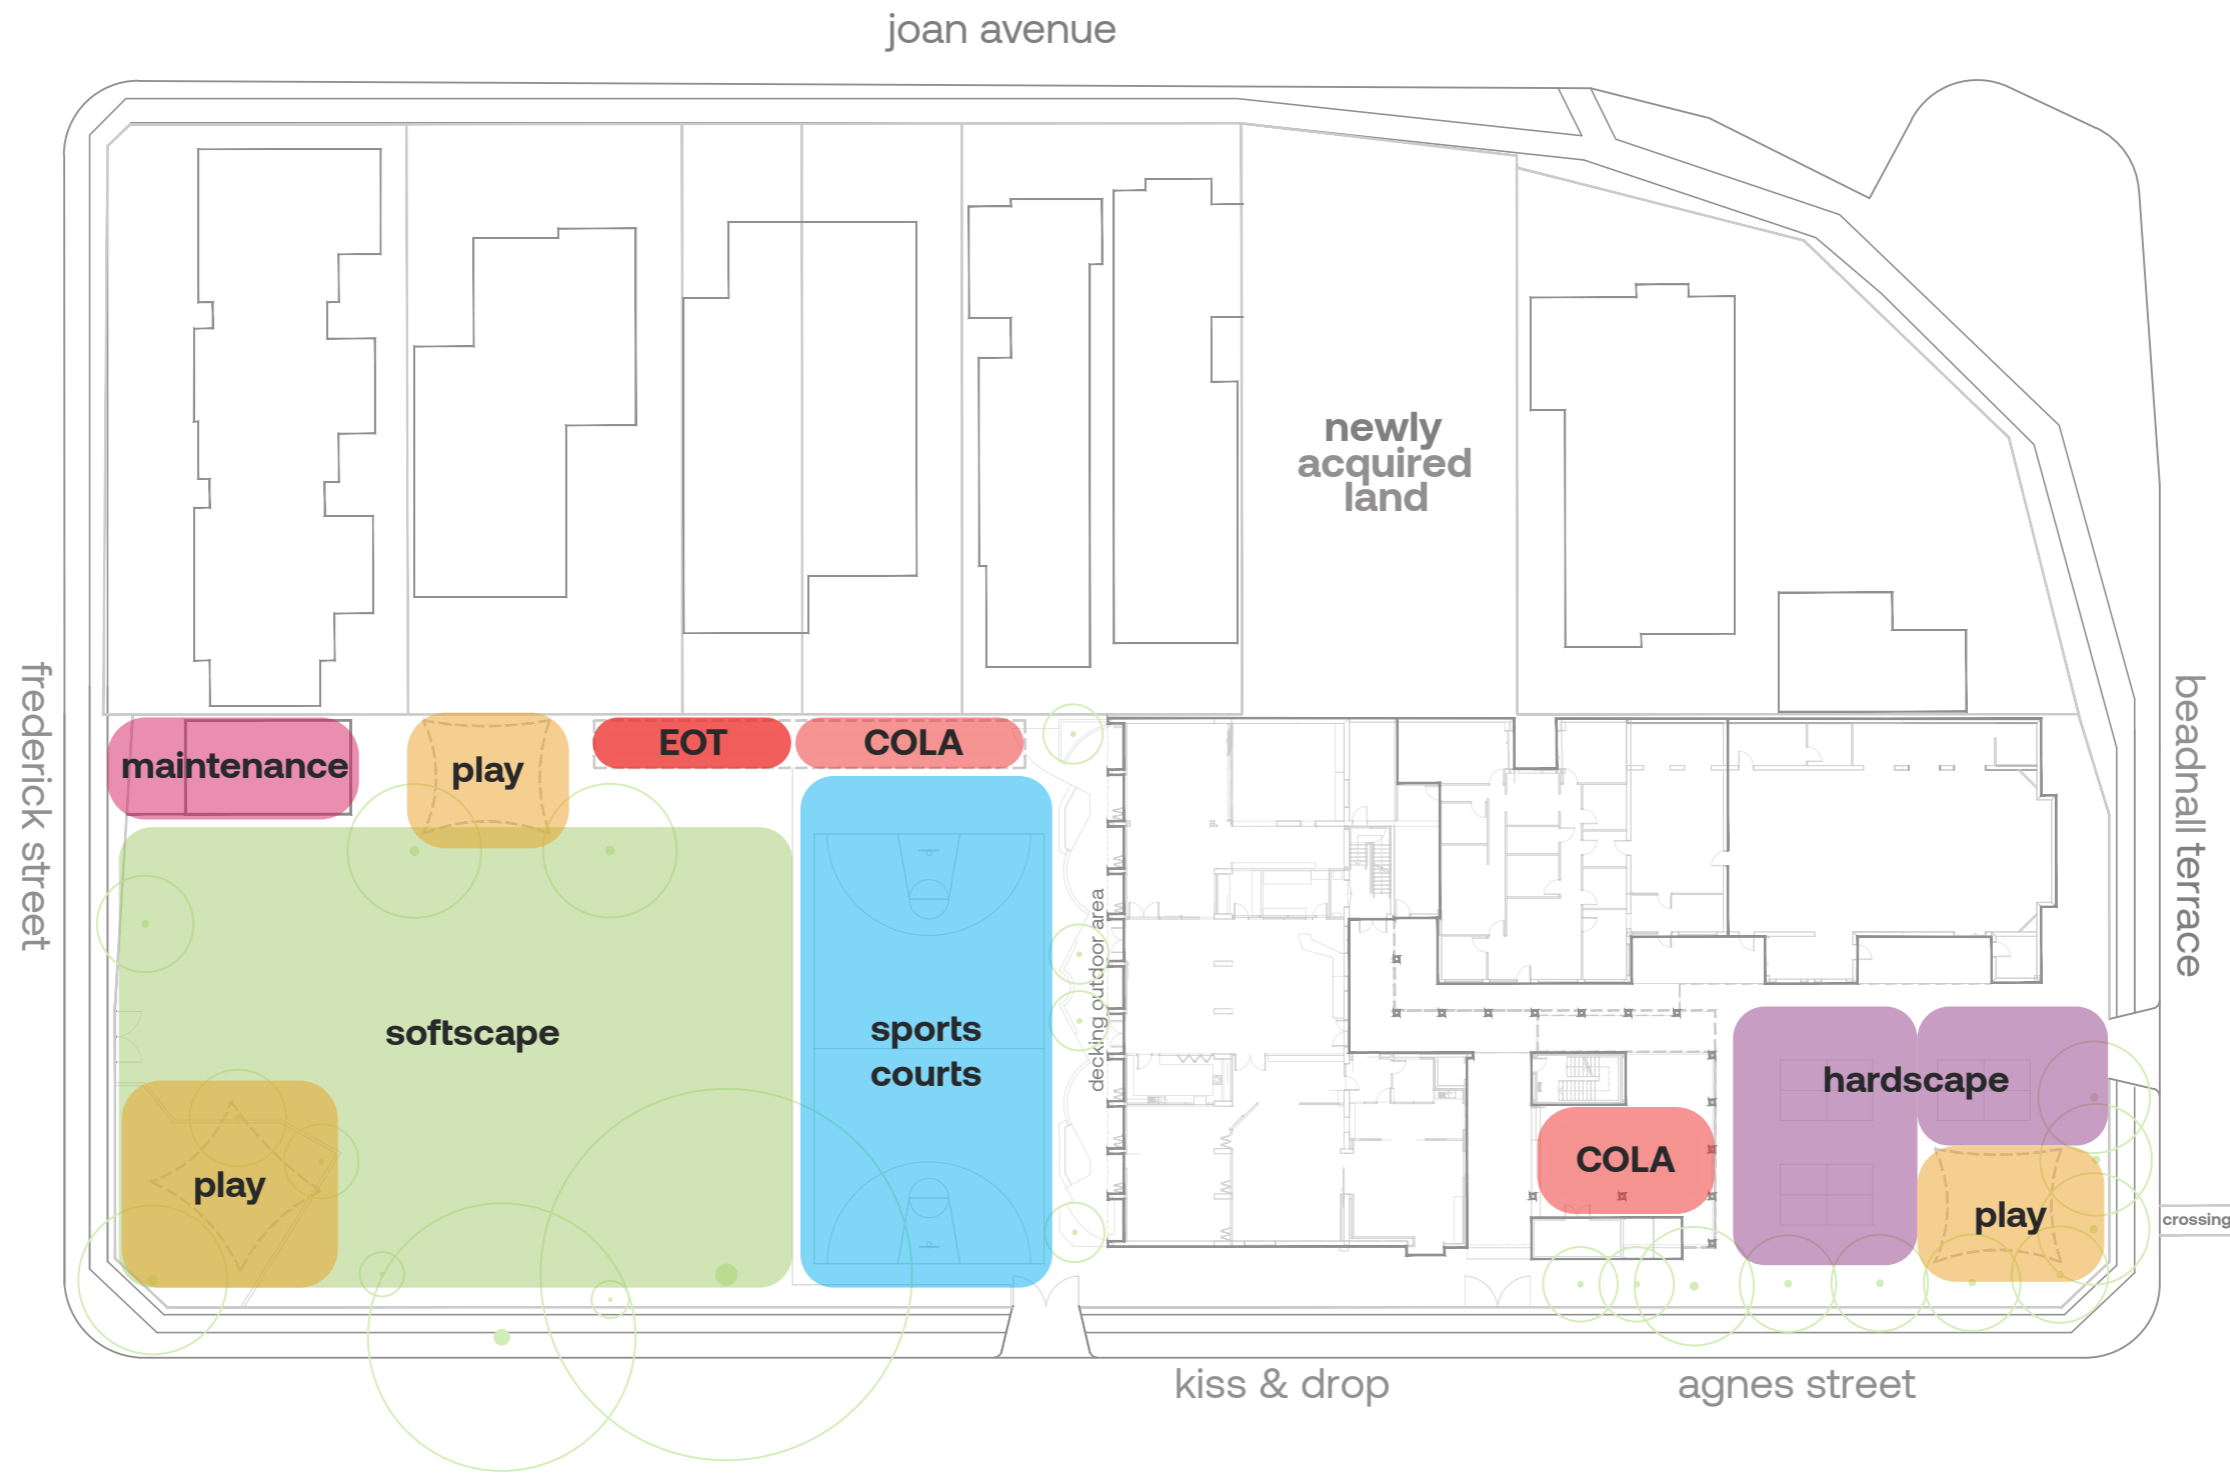 joan avenue
newly
acquired
land
frederick street
beadnall terrace
maintenance
play
EOT
COLA
decking outdoor area
softscape
sports
courts
hardscape
play
COLA
play
crossing
kiss & drop
agnes street